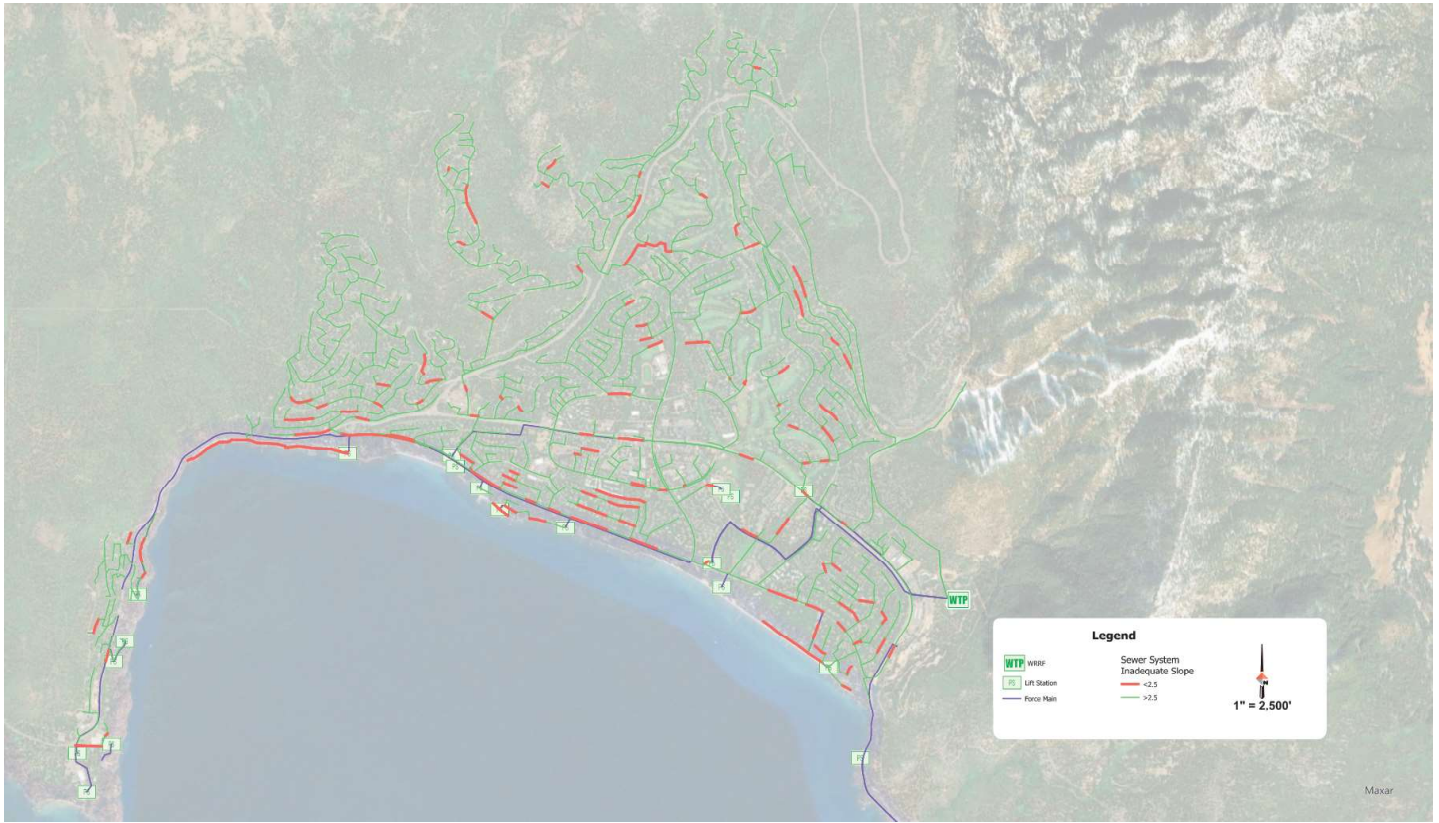 WTP
Legend
WTP WRRF
PS Lift Station
Force Main
Sewer System
Inadequate Slope
<2.5
>2.5
N
1" = 2,500'
Maxar